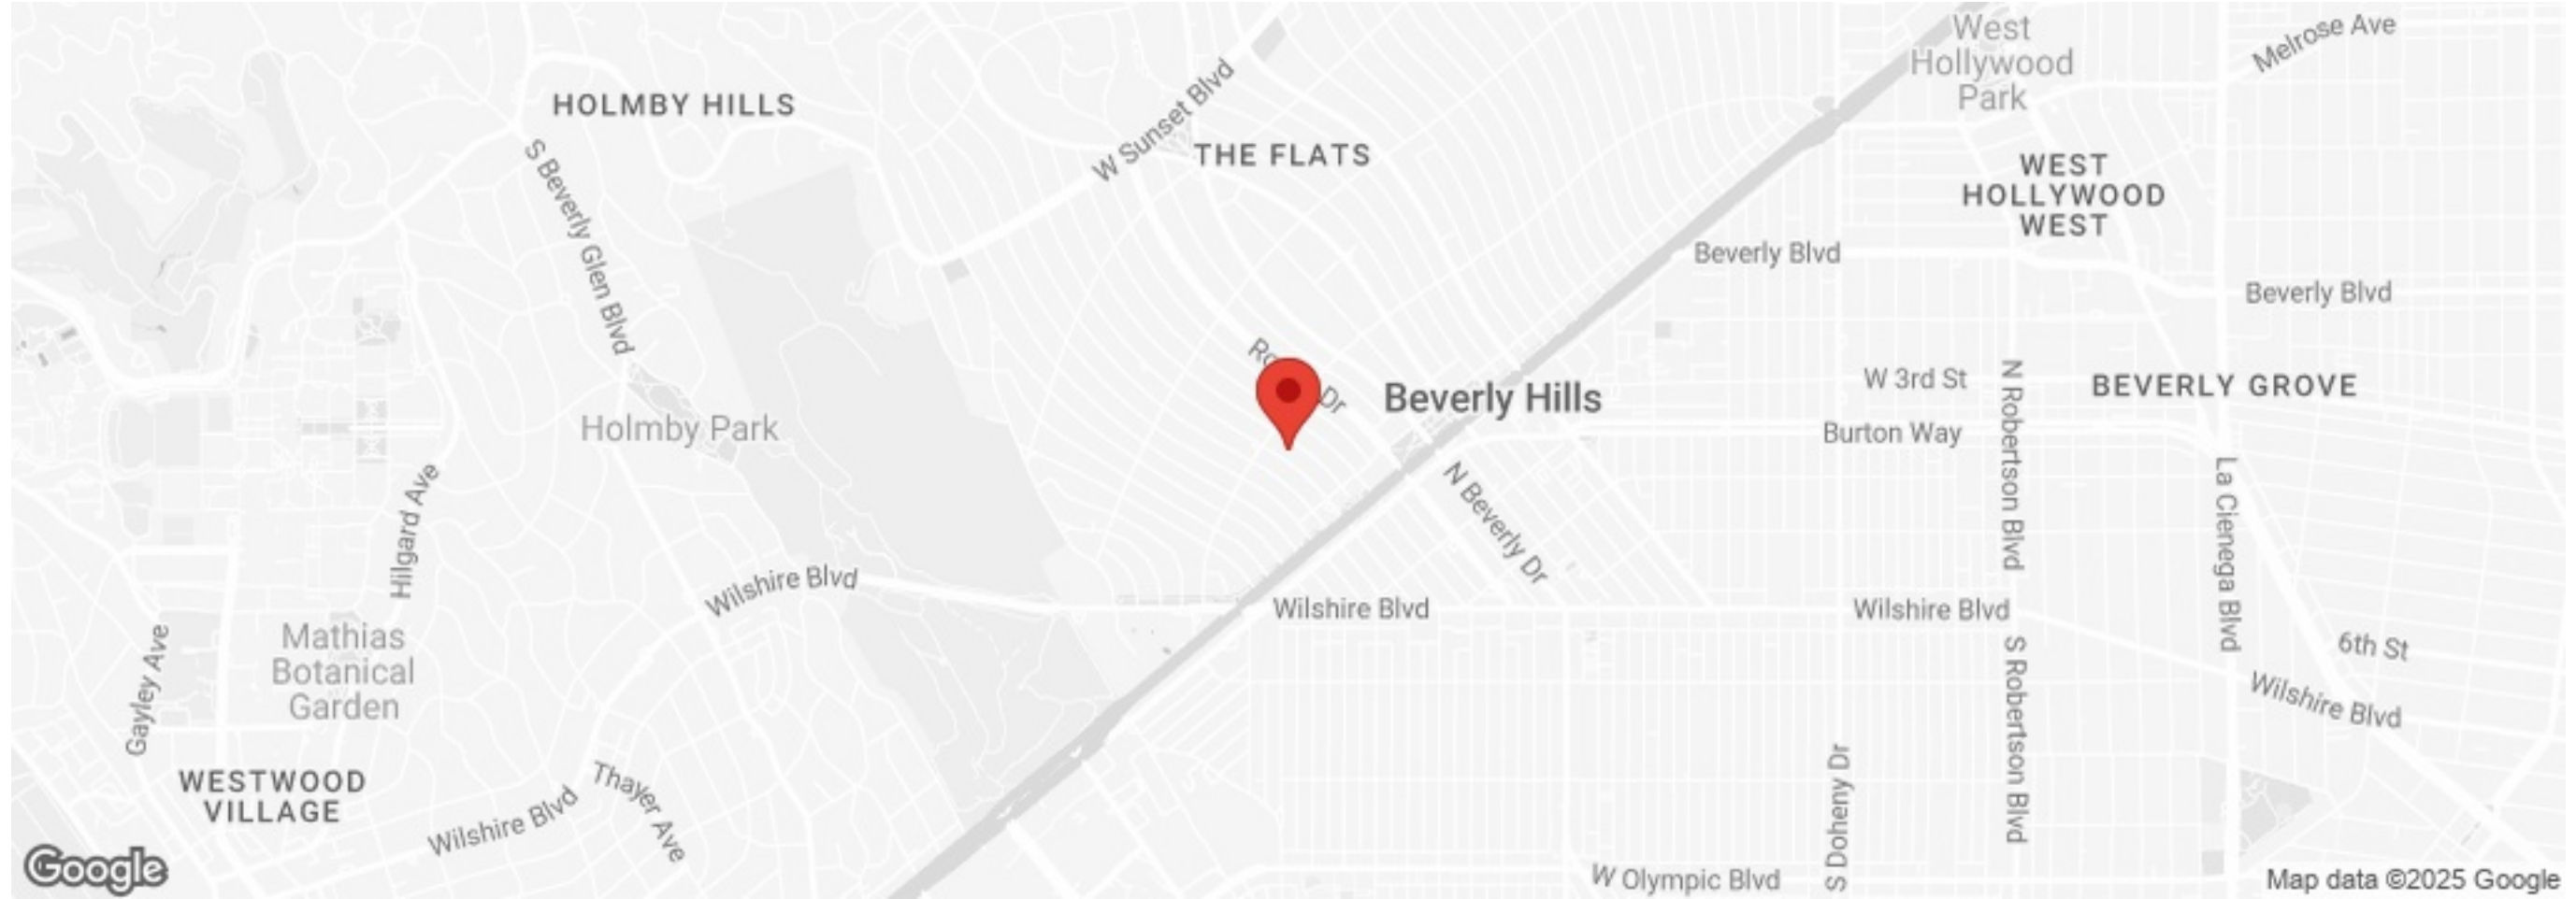 West
Hollywood
Park
Melrose Ave
HOLMBY HILLS
W Sunset Blvd
THE FLATS
S Beverly Glen Blvd
WEST
HOLLYWOOD
WEST
Beverly Blvd
Beverly Blvd
Dr
Beverly Hills
W 3rd St
N Robertson Blvd
BEVERLY GROVE
Holmby Park
Burton Way
Hilgard Ave
N Beverly Dr
La Cienega Blvd
Wilshire Blvd
Wilshire Blvd
Wilshire Blvd
Gayley Ave
Mathias
Botanical
Garden
6th St
S Robertson Blvd
Wilshire Blvd
WESTWOOD
VILLAGE
Wilshire Blvd
Thayer Ave
S Doheny Dr
W Olympic Blvd
Google
Map data ©2025 Google